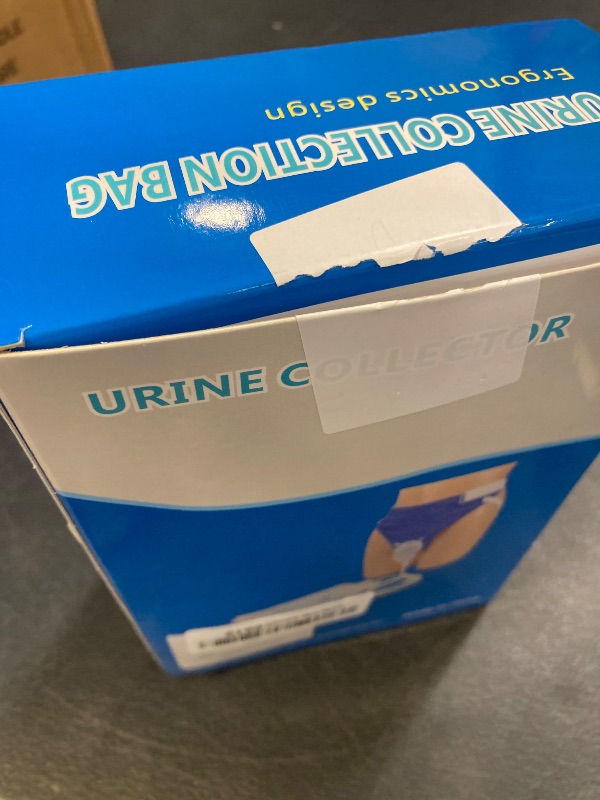 Ergonomics design
URINE COLLECTION BAG
URINE COLLECTOR